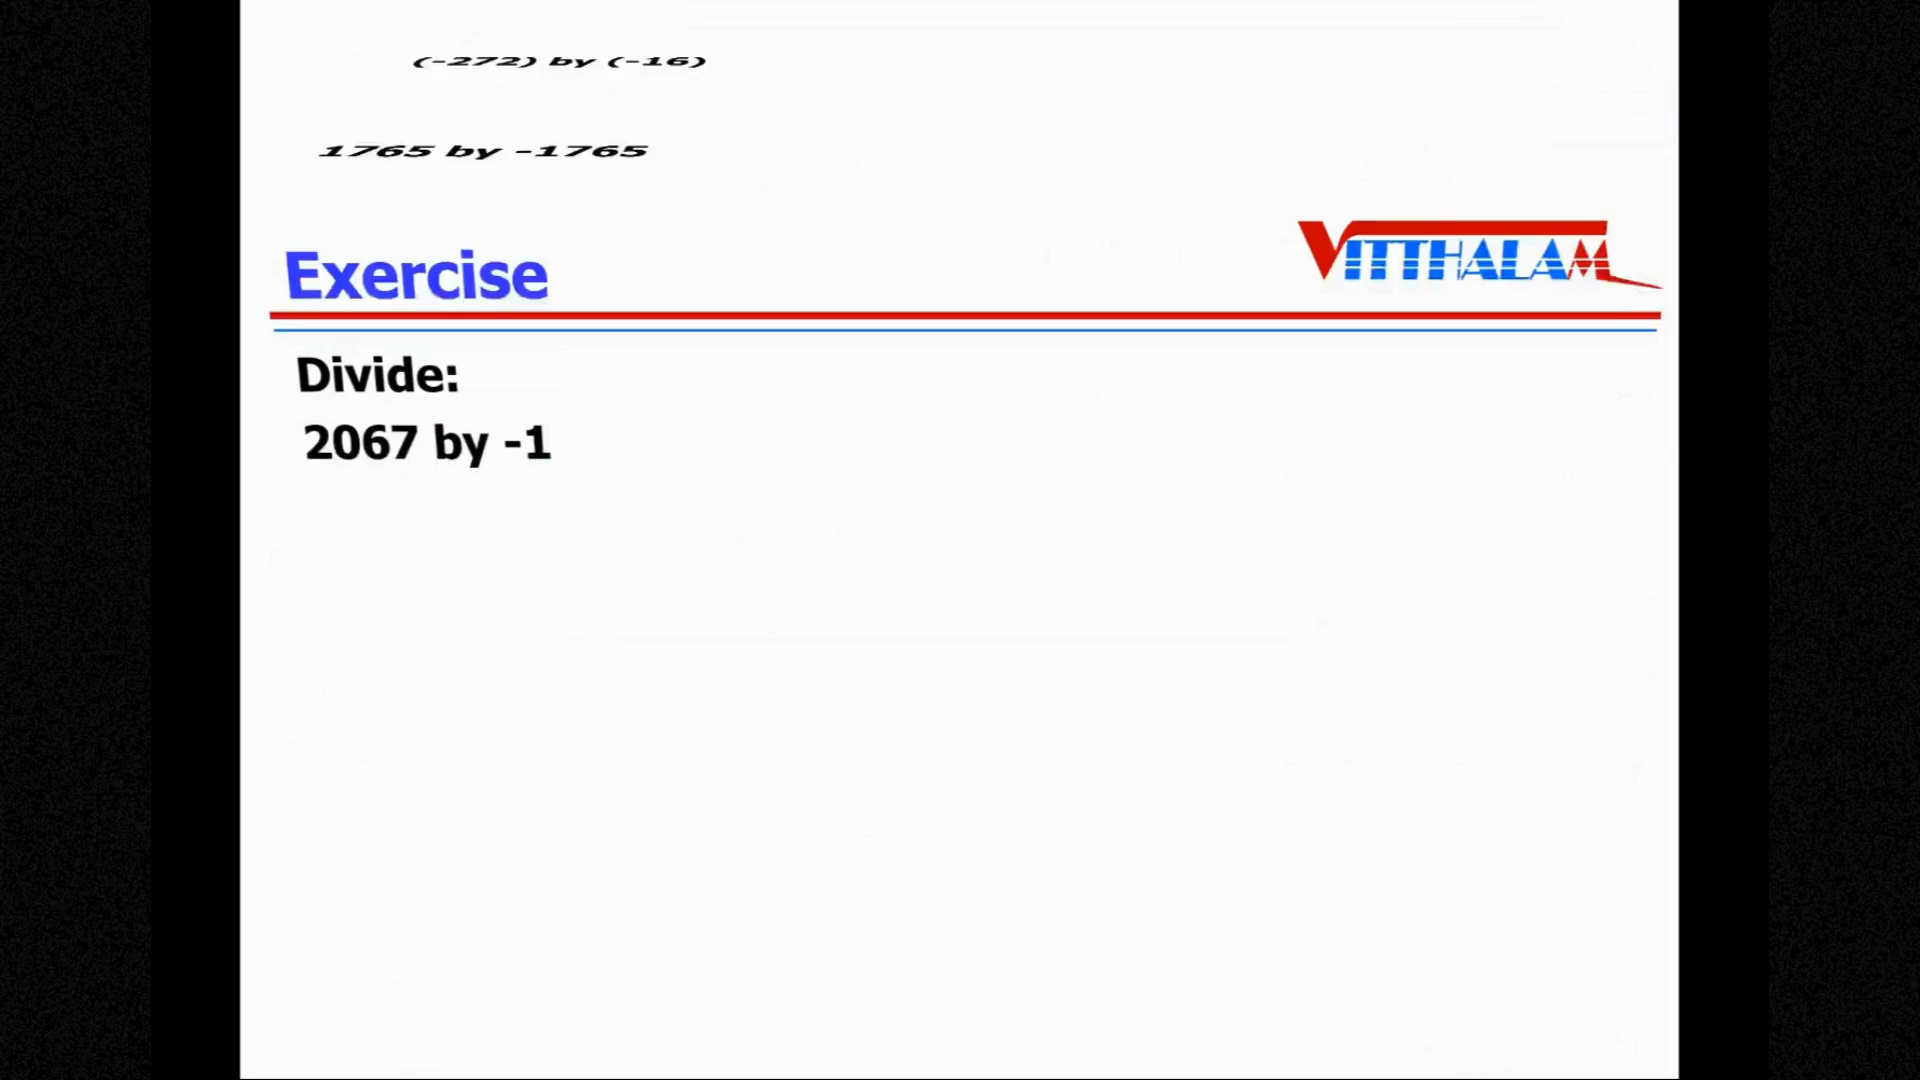 (-272) by (-16)
1765 by -1765
VITTHALAM
Exercise
Divide:
2067 by -1